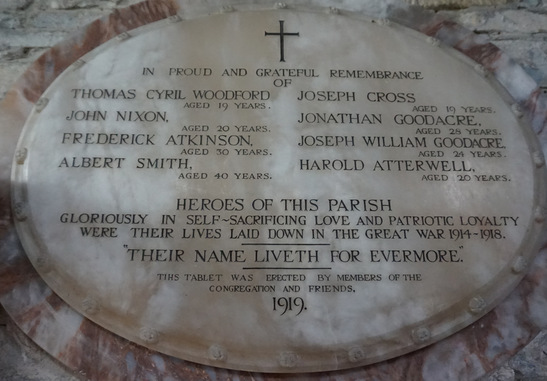 IN PROUD AND GRATEFUL REMEMBRANCE
OF
THOMAS CYRIL WOODFORD
AGED 19 YEARS.
JOHN NIXON,
AGED 20 YEARS.
FREDERICK ATKINSON,
AGED 30 YEARS.
ALBERT SMITH,
AGED 40 YEARS.
JOSEPH CROSS
AGED 19 YEARS.
JONATHAN GOODACRE,
AGED 28 YEARS.
JOSEPH WILLIAM GOODACRE,
AGED 24 YEARS.
HAROLD ATTERWELL,
AGED 20 YEARS.
HEROES OF THIS PARISH
GLORIOUSLY IN SELF~SACRIFICING LOVE AND PATRIOTIC LOYALTY
WERE THEIR LIVES LAID DOWN IN THE GREAT WAR 1914-1918.
"THEIR NAME LIVETH FOR EVERMORE."
THIS TABLET WAS ERECTED BY MEMBERS OF THE
CONGREGATION AND FRIENDS,
1919.